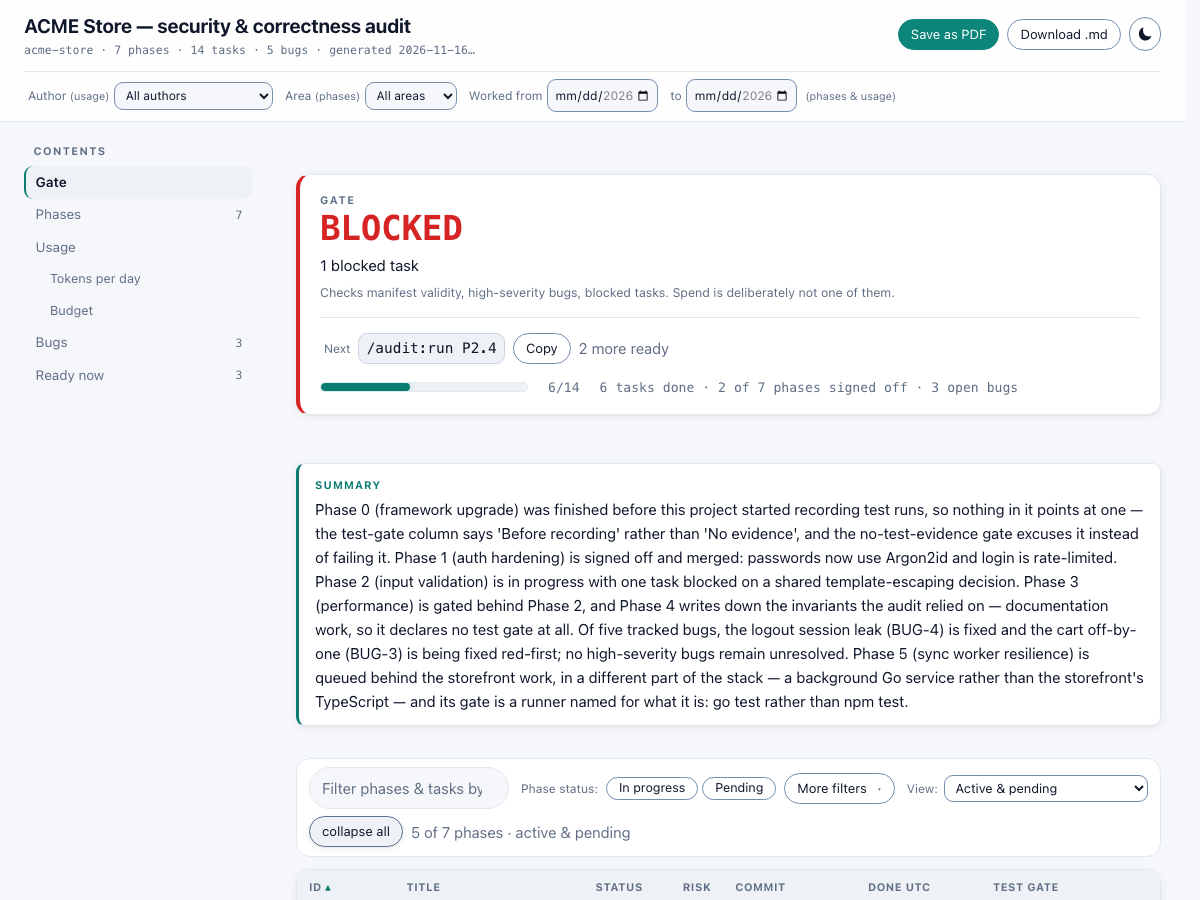 ACME Store — security & correctness audit
acme-store · 7 phases · 14 tasks · 5 bugs · generated 2026-11-16…
Save as PDF
Download .md
Author (usage) All authors Area (phases) All areas Worked from mm/dd/2026 to mm/dd/2026 (phases & usage)
CONTENTS
Gate
Phases 7
Usage
Tokens per day
Budget
Bugs 3
Ready now 3
GATE
BLOCKED
1 blocked task
Checks manifest validity, high-severity bugs, blocked tasks. Spend is deliberately not one of them.
Next /audit:run P2.4 Copy 2 more ready
6/14 6 tasks done · 2 of 7 phases signed off · 3 open bugs
SUMMARY
Phase 0 (framework upgrade) was finished before this project started recording test runs, so nothing in it points at one —
the test-gate column says 'Before recording' rather than 'No evidence', and the no-test-evidence gate excuses it instead
of failing it. Phase 1 (auth hardening) is signed off and merged: passwords now use Argon2id and login is rate-limited.
Phase 2 (input validation) is in progress with one task blocked on a shared template-escaping decision. Phase 3
(performance) is gated behind Phase 2, and Phase 4 writes down the invariants the audit relied on — documentation
work, so it declares no test gate at all. Of five tracked bugs, the logout session leak (BUG-4) is fixed and the cart off-by-
one (BUG-3) is being fixed red-first; no high-severity bugs remain unresolved. Phase 5 (sync worker resilience) is
queued behind the storefront work, in a different part of the stack — a background Go service rather than the storefront's
TypeScript — and its gate is a runner named for what it is: go test rather than npm test.
Filter phases & tasks by Phase status: In progress Pending More filters · View: Active & pending
collapse all 5 of 7 phases · active & pending
ID ▲ TITLE STATUS RISK COMMIT DONE UTC TEST GATE